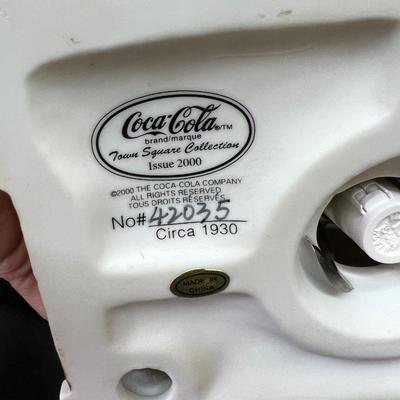 Coca-Cola ®/TM
brand/marque
Town Square Collection
Issue 2000
©2000 THE COCA-COLA COMPANY
ALL RIGHTS RESERVED
TOUS DROITS RÉSERVÉS
No# 42035
Circa 1930
MADE IN
CHINA